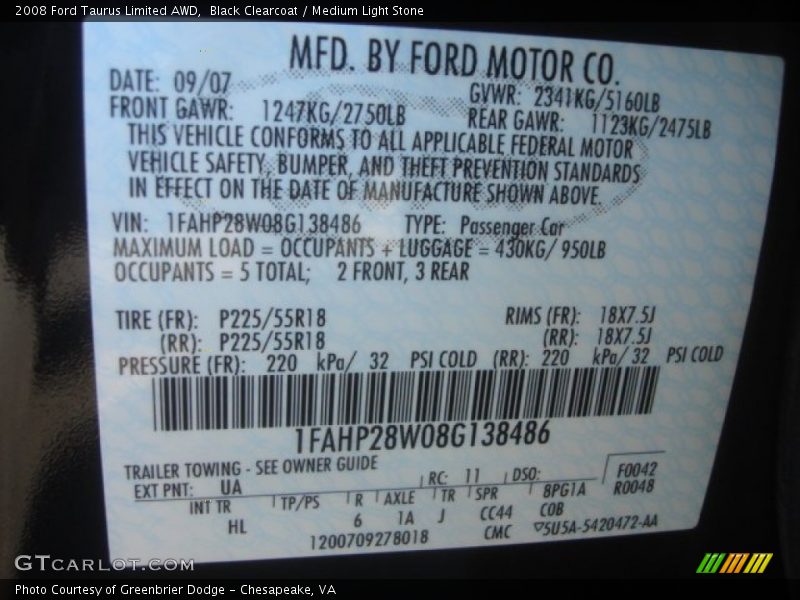 2008 Ford Taurus Limited AWD,  Black Clearcoat / Medium Light Stone
MFD. BY FORD MOTOR CO.
DATE: 09/07 GVWR: 2341KG/5160LB
FRONT GAWR: 1247KG/2750LB REAR GAWR: 1123KG/2475LB
THIS VEHICLE CONFORMS TO ALL APPLICABLE FEDERAL MOTOR
VEHICLE SAFETY, BUMPER, AND THEFT PREVENTION STANDARDS
IN EFFECT ON THE DATE OF MANUFACTURE SHOWN ABOVE.
VIN: 1FAHP28W08G138486 TYPE: Passenger Car
MAXIMUM LOAD = OCCUPANTS + LUGGAGE = 430KG/ 950LB
OCCUPANTS = 5 TOTAL; 2 FRONT, 3 REAR
TIRE (FR): P225/55R18 RIMS (FR): 18X7.5J
(RR): P225/55R18 (RR): 18X7.5J
PRESSURE (FR): 220 kPa/ 32 PSI COLD (RR): 220 kPa/ 32 PSI COLD
1FAHP28W08G138486
TRAILER TOWING - SEE OWNER GUIDE
EXT PNT: UA RC: 11 DSO: F0042
INT TR TP/PS R AXLE TR SPR 8PG1A R0048
HL 6 1A J CC44 COB
1200709278018 CMC ▽5U5A-5420472-AA
GTCARLOT.COM
Photo Courtesy of Greenbrier Dodge - Chesapeake, VA